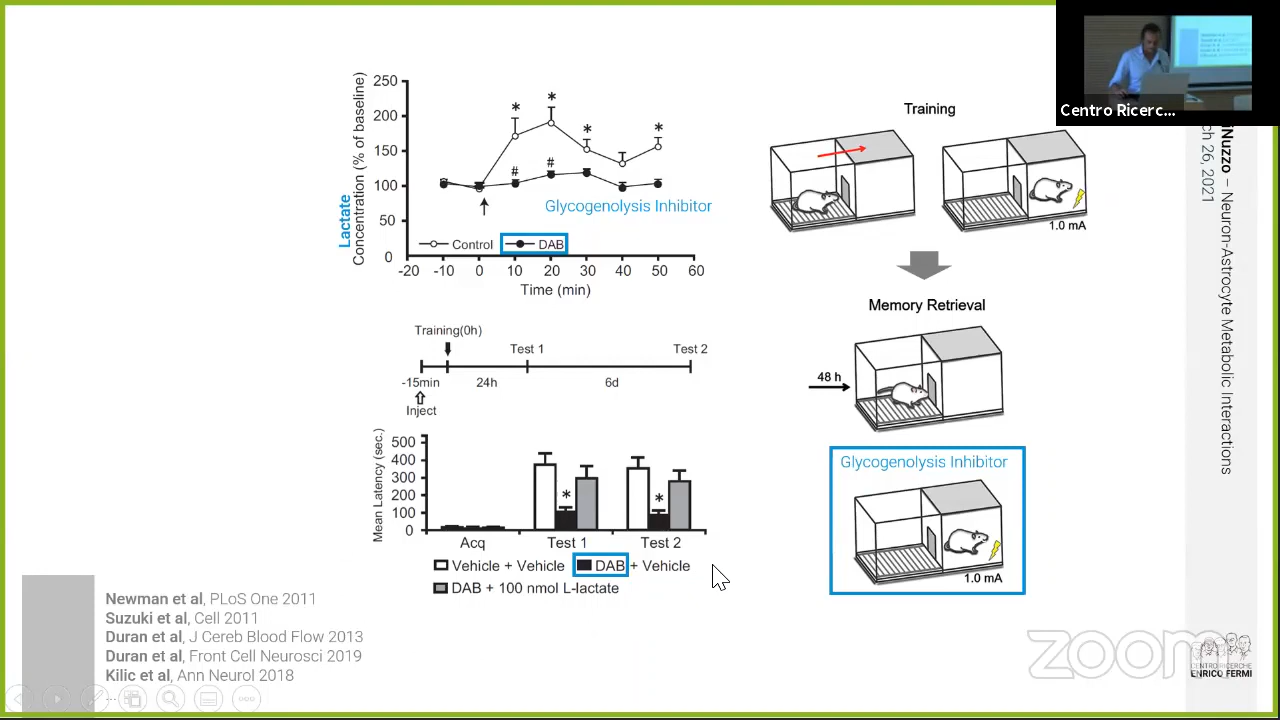 250
200
150
100
50
0
-20 -10 0 10 20 30 40 50 60
Lactate
Concentration (% of baseline)
Time (min)
* * * *
# #
Glycogenolysis Inhibitor
Control DAB
Training(0h)
Test 1 Test 2
-15min 24h 6d
Inject
500
400
300
200
100
0
Mean Latency (sec.)
* *
Acq Test 1 Test 2
Vehicle + Vehicle DAB + Vehicle
DAB + 100 nmol L-lactate
Training
1.0 mA
Memory Retrieval
48 h
Glycogenolysis Inhibitor
1.0 mA
Newman et al, PLoS One 2011
Suzuki et al, Cell 2011
Duran et al, J Cereb Blood Flow 2013
Duran et al, Front Cell Neurosci 2019
Kilic et al, Ann Neurol 2018
Centro Ricerc...
iNuzzo – Neuron-Astrocyte Metabolic Interactions
ch 26, 2021
zoom
CENTRO RICERCHE
ENRICO FERMI